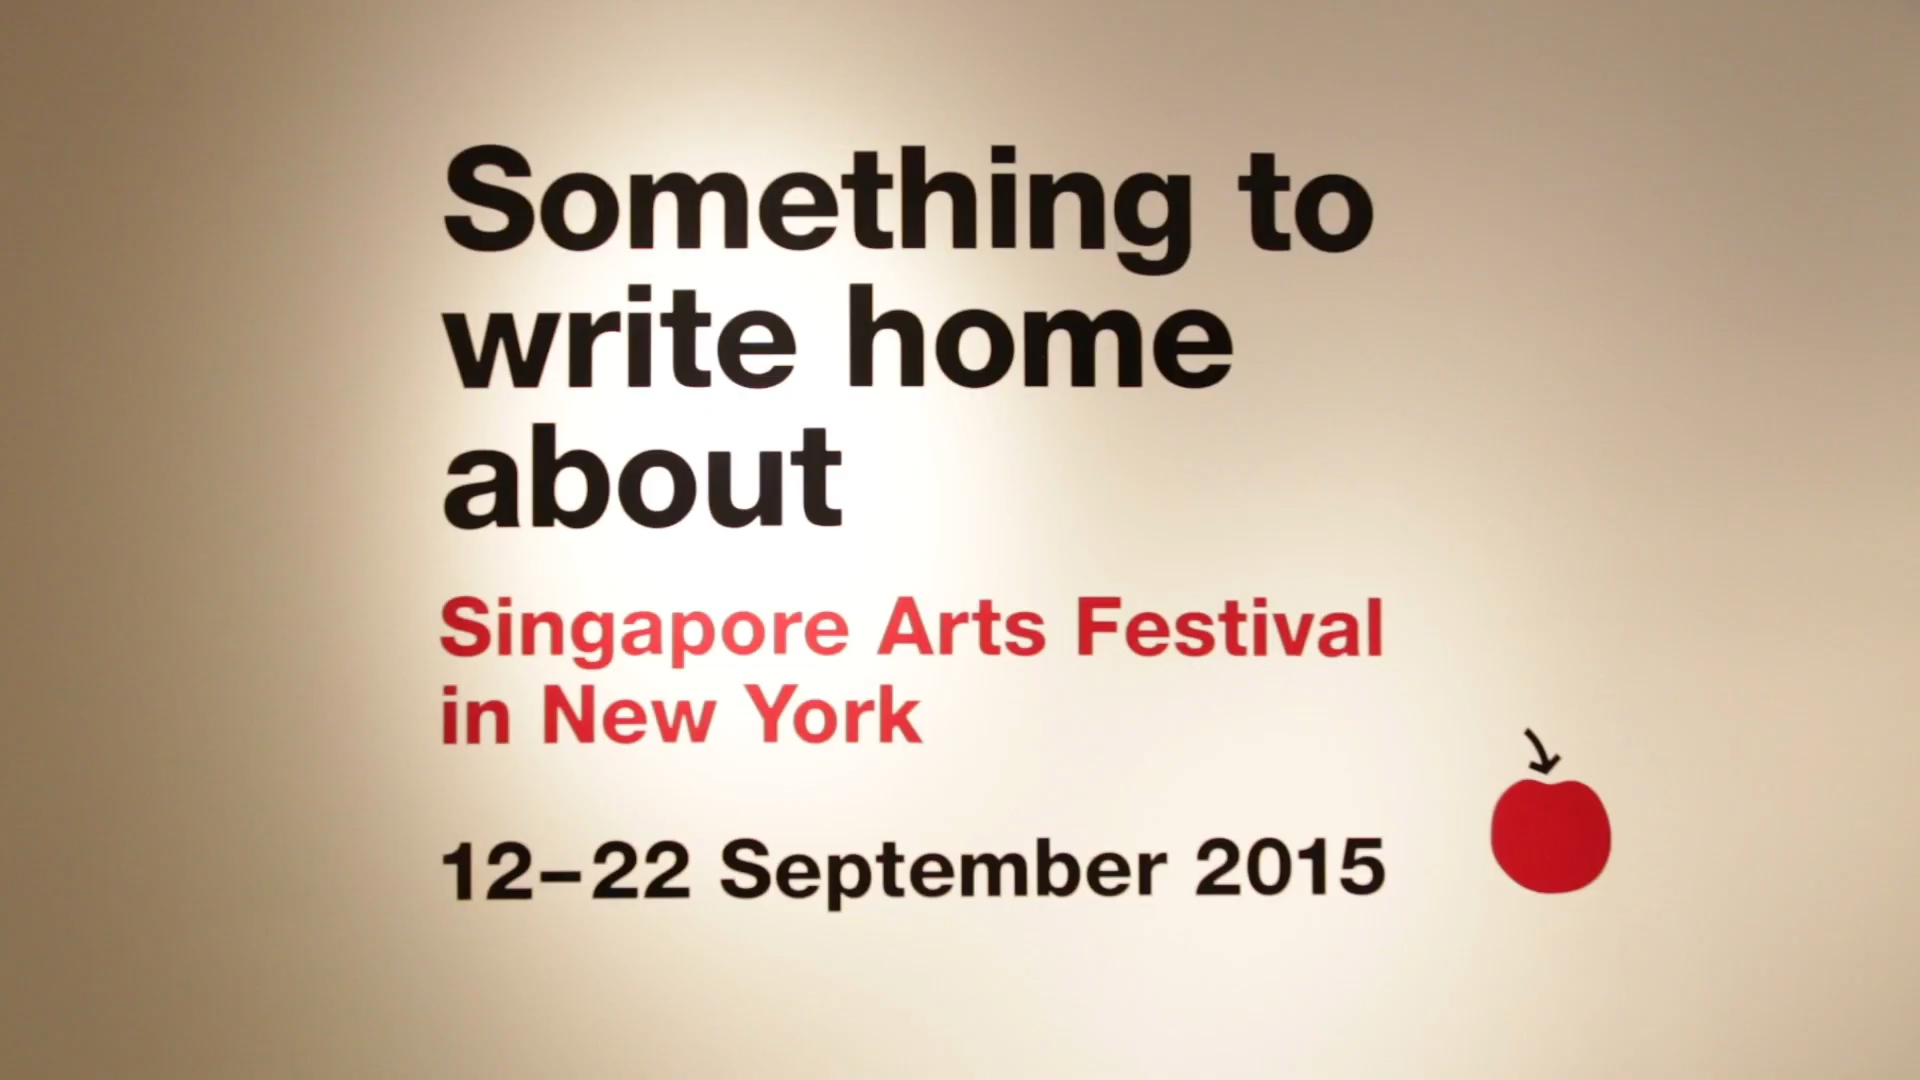 Something to
write home
about
Singapore Arts Festival
in New York
12–22 September 2015